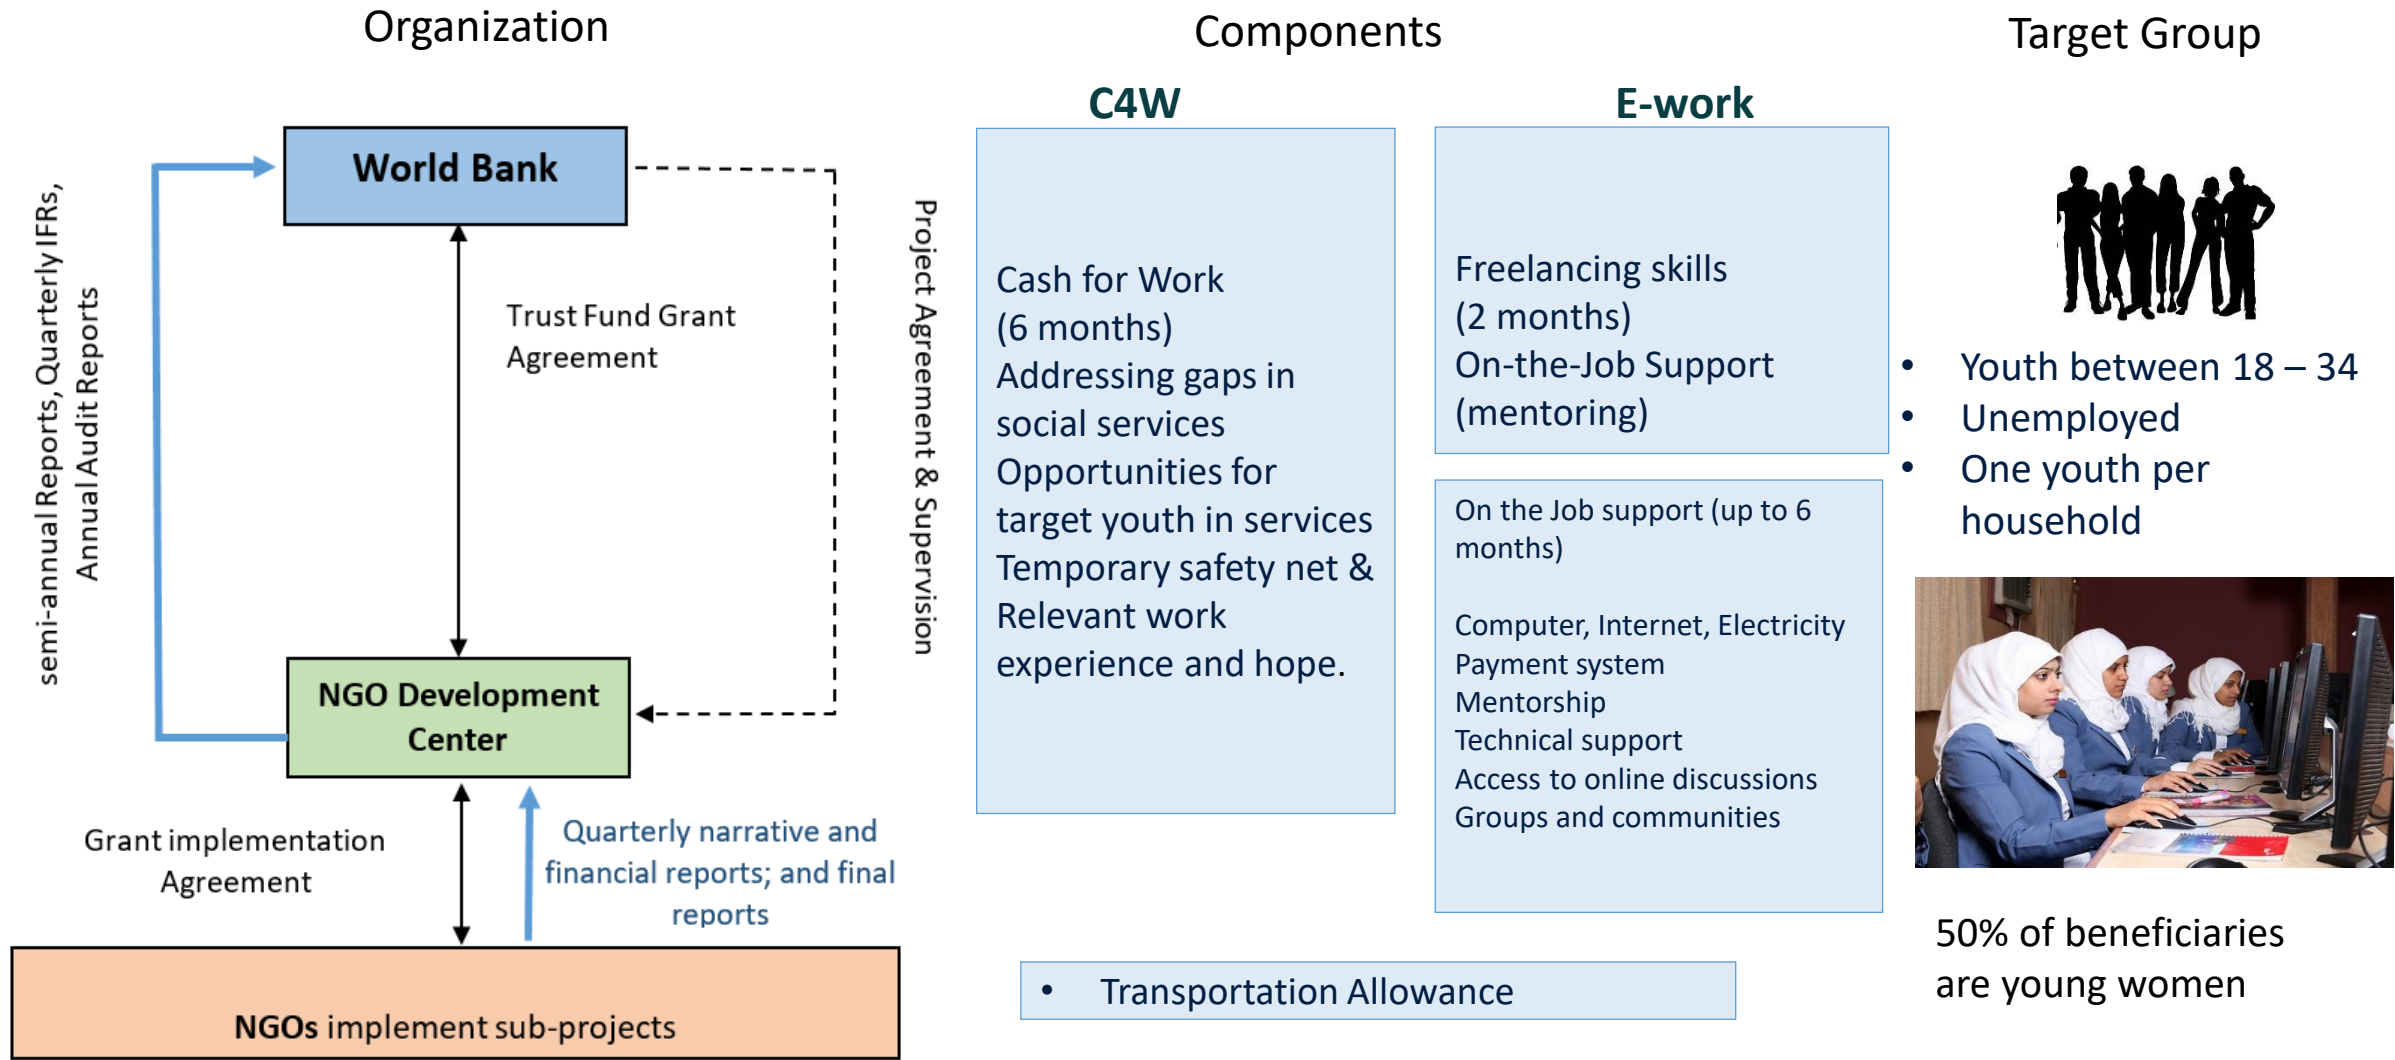 Organization
World Bank
semi-annual Reports, Quarterly IFRs,
Annual Audit Reports
Trust Fund Grant
Agreement
Project Agreement & Supervision
NGO Development
Center
Grant implementation
Agreement
Quarterly narrative and
financial reports; and final
reports
NGOs implement sub-projects
Components
C4W
Cash for Work
(6 months)
Addressing gaps in
social services
Opportunities for
target youth in services
Temporary safety net &
Relevant work
experience and hope.
E-work
Freelancing skills
(2 months)
On-the-Job Support
(mentoring)
On the Job support (up to 6
months)
Computer, Internet, Electricity
Payment system
Mentorship
Technical support
Access to online discussions
Groups and communities
• Transportation Allowance
Target Group
• Youth between 18 – 34
• Unemployed
• One youth per
household
50% of beneficiaries
are young women